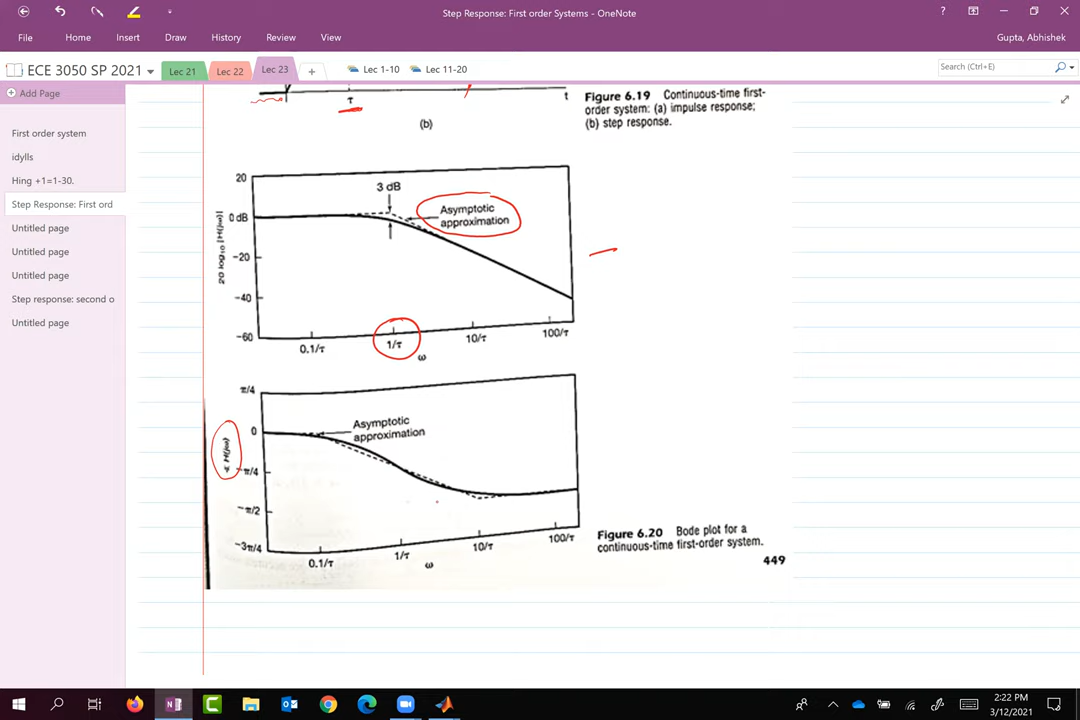 Step Response: First order Systems - OneNote
?
File Home Insert Draw History Review View
Gupta, Abhishek
ECE 3050 SP 2021 Lec 21 Lec 22 Lec 23 + Lec 1-10 Lec 11-20
Search (Ctrl+E)
+ Add Page
First order system
idylls
Hing +1=1-30.
Step Response: First ord
Untitled page
Untitled page
Untitled page
Step response: second o
Untitled page
τ
t
(b)
Figure 6.19 Continuous-time first-
order system: (a) impulse response;
(b) step response.
20
0 dB
-20
-40
-60
20 log₁₀ |H(jω)|
3 dB
Asymptotic
approximation
0.1/τ 1/τ 10/τ 100/τ
ω
π/4
0
-π/4
-π/2
-3π/4
∢ H(jω)
Asymptotic
approximation
0.1/τ 1/τ 10/τ 100/τ
ω
Figure 6.20 Bode plot for a
continuous-time first-order system.
449
2:22 PM
3/12/2021